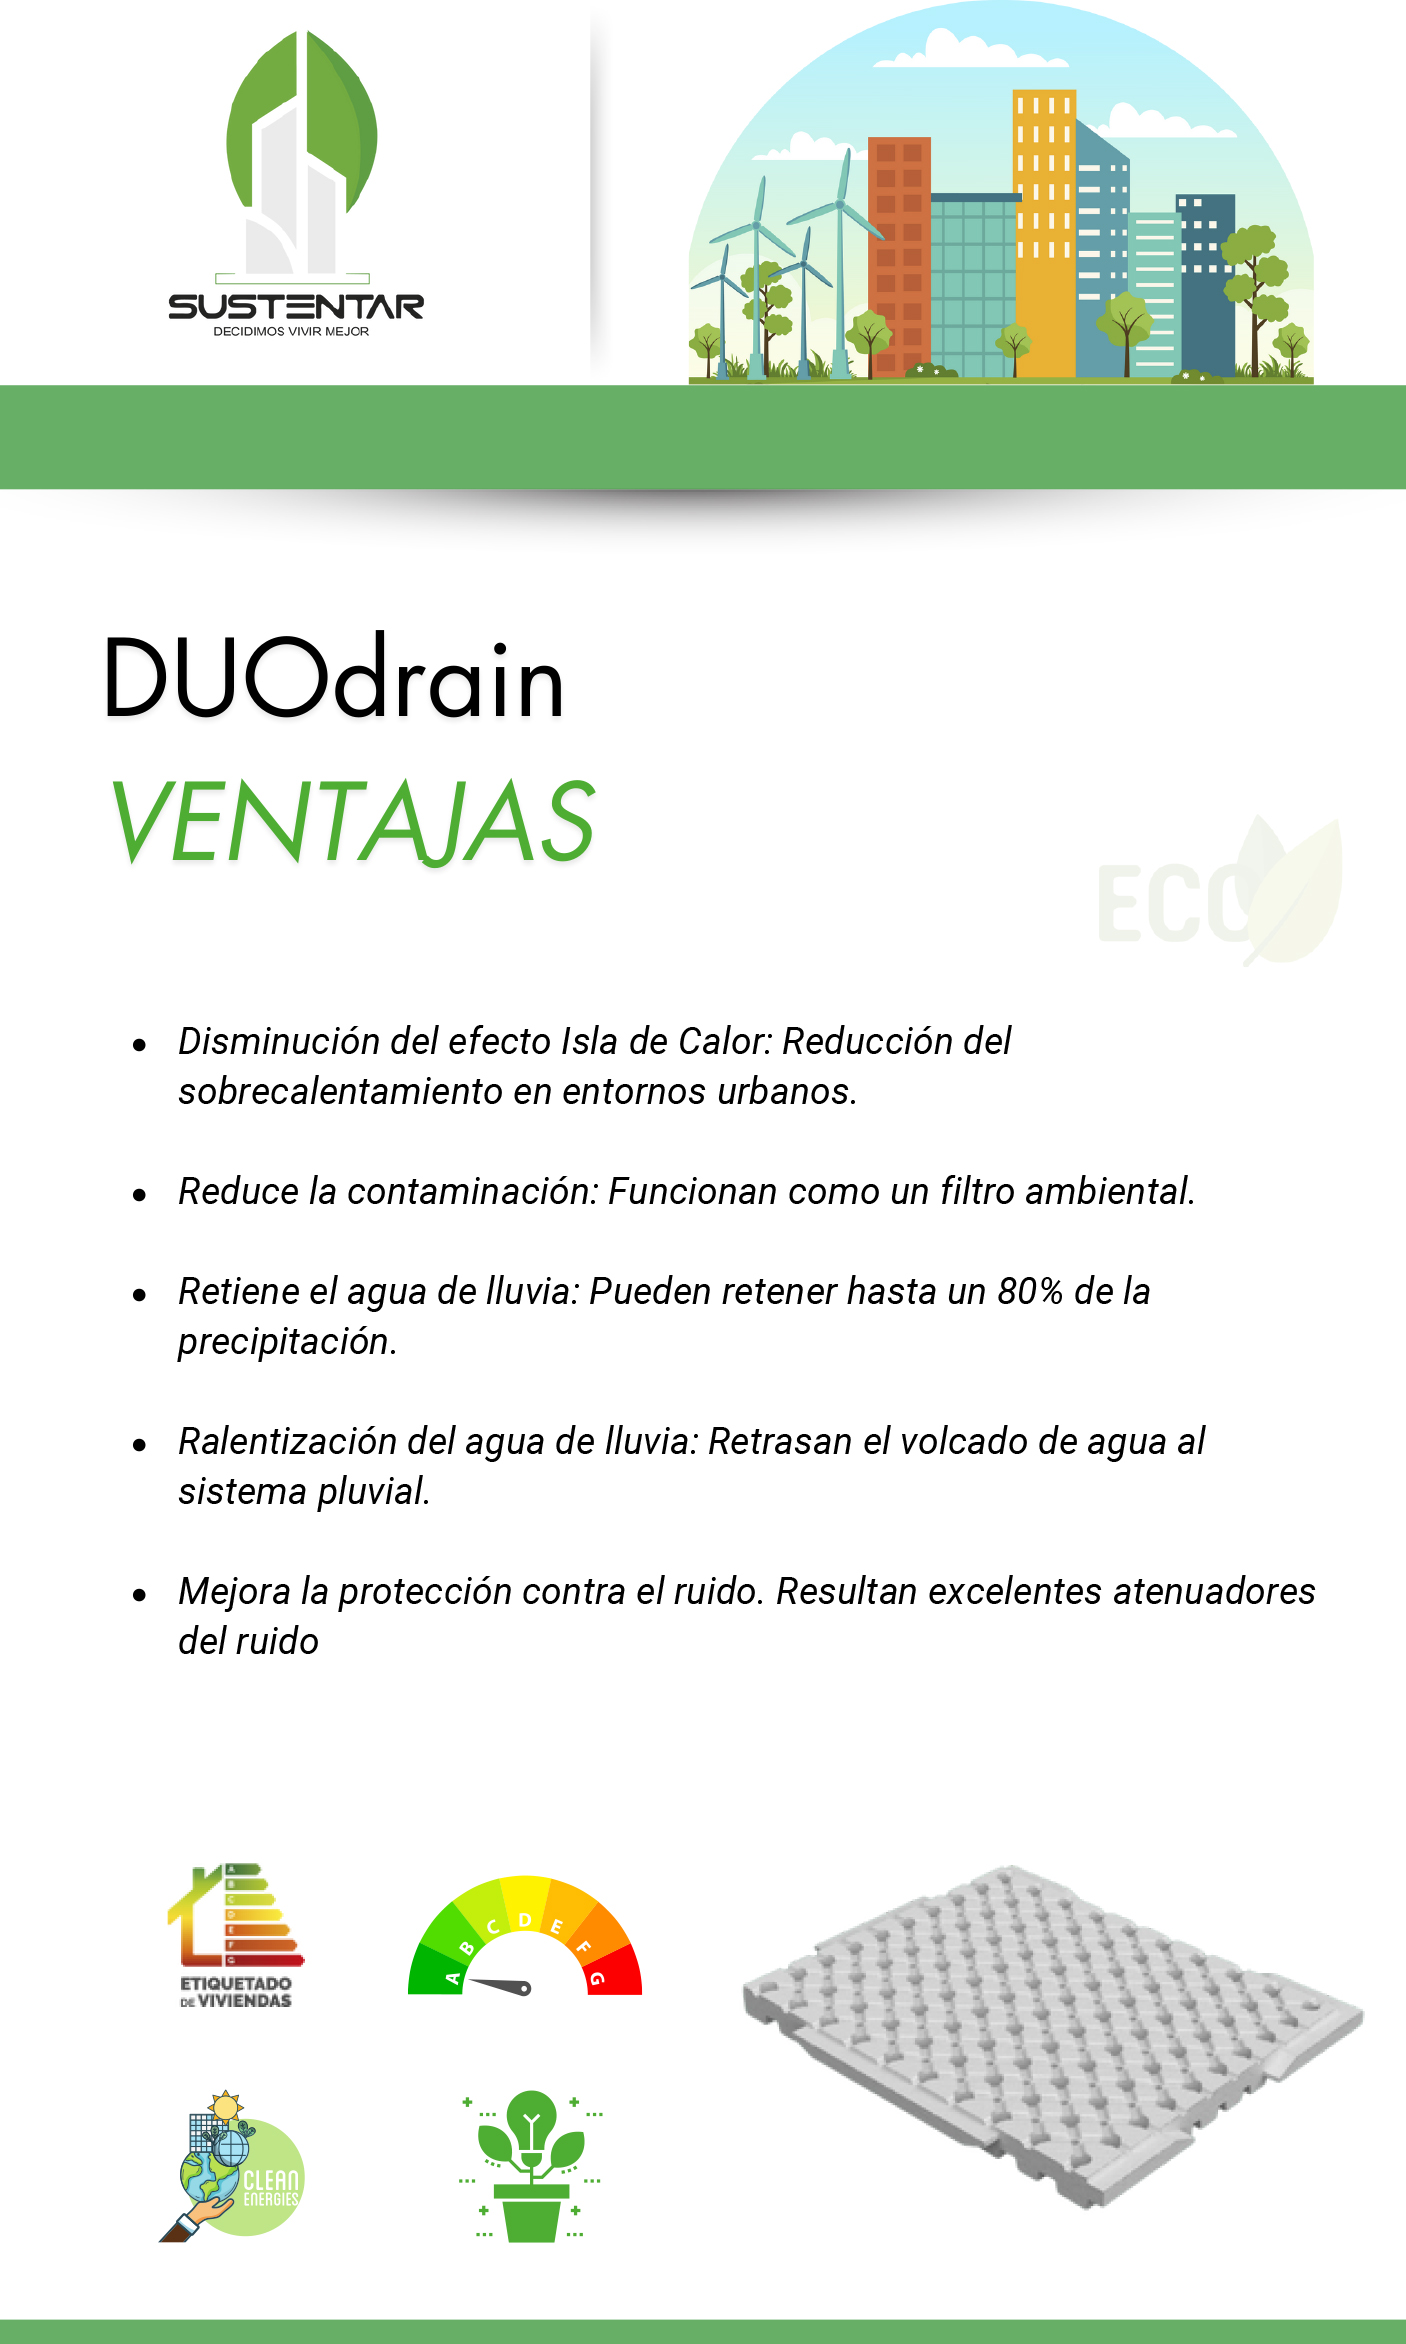 SUSTENTAR
DECIDIMOS VIVIR MEJOR
DUOdrain
VENTAJAS
ECO
Disminución del efecto Isla de Calor: Reducción del
sobrecalentamiento en entornos urbanos.
Reduce la contaminación: Funcionan como un filtro ambiental.
Retiene el agua de lluvia: Pueden retener hasta un 80% de la
precipitación.
Ralentización del agua de lluvia: Retrasan el volcado de agua al
sistema pluvial.
Mejora la protección contra el ruido. Resultan excelentes atenuadores
del ruido
A
B
C
D
E
F
G
ETIQUETADO
DE VIVIENDAS
A
B
C
D
E
F
G
CLEAN
ENERGIES